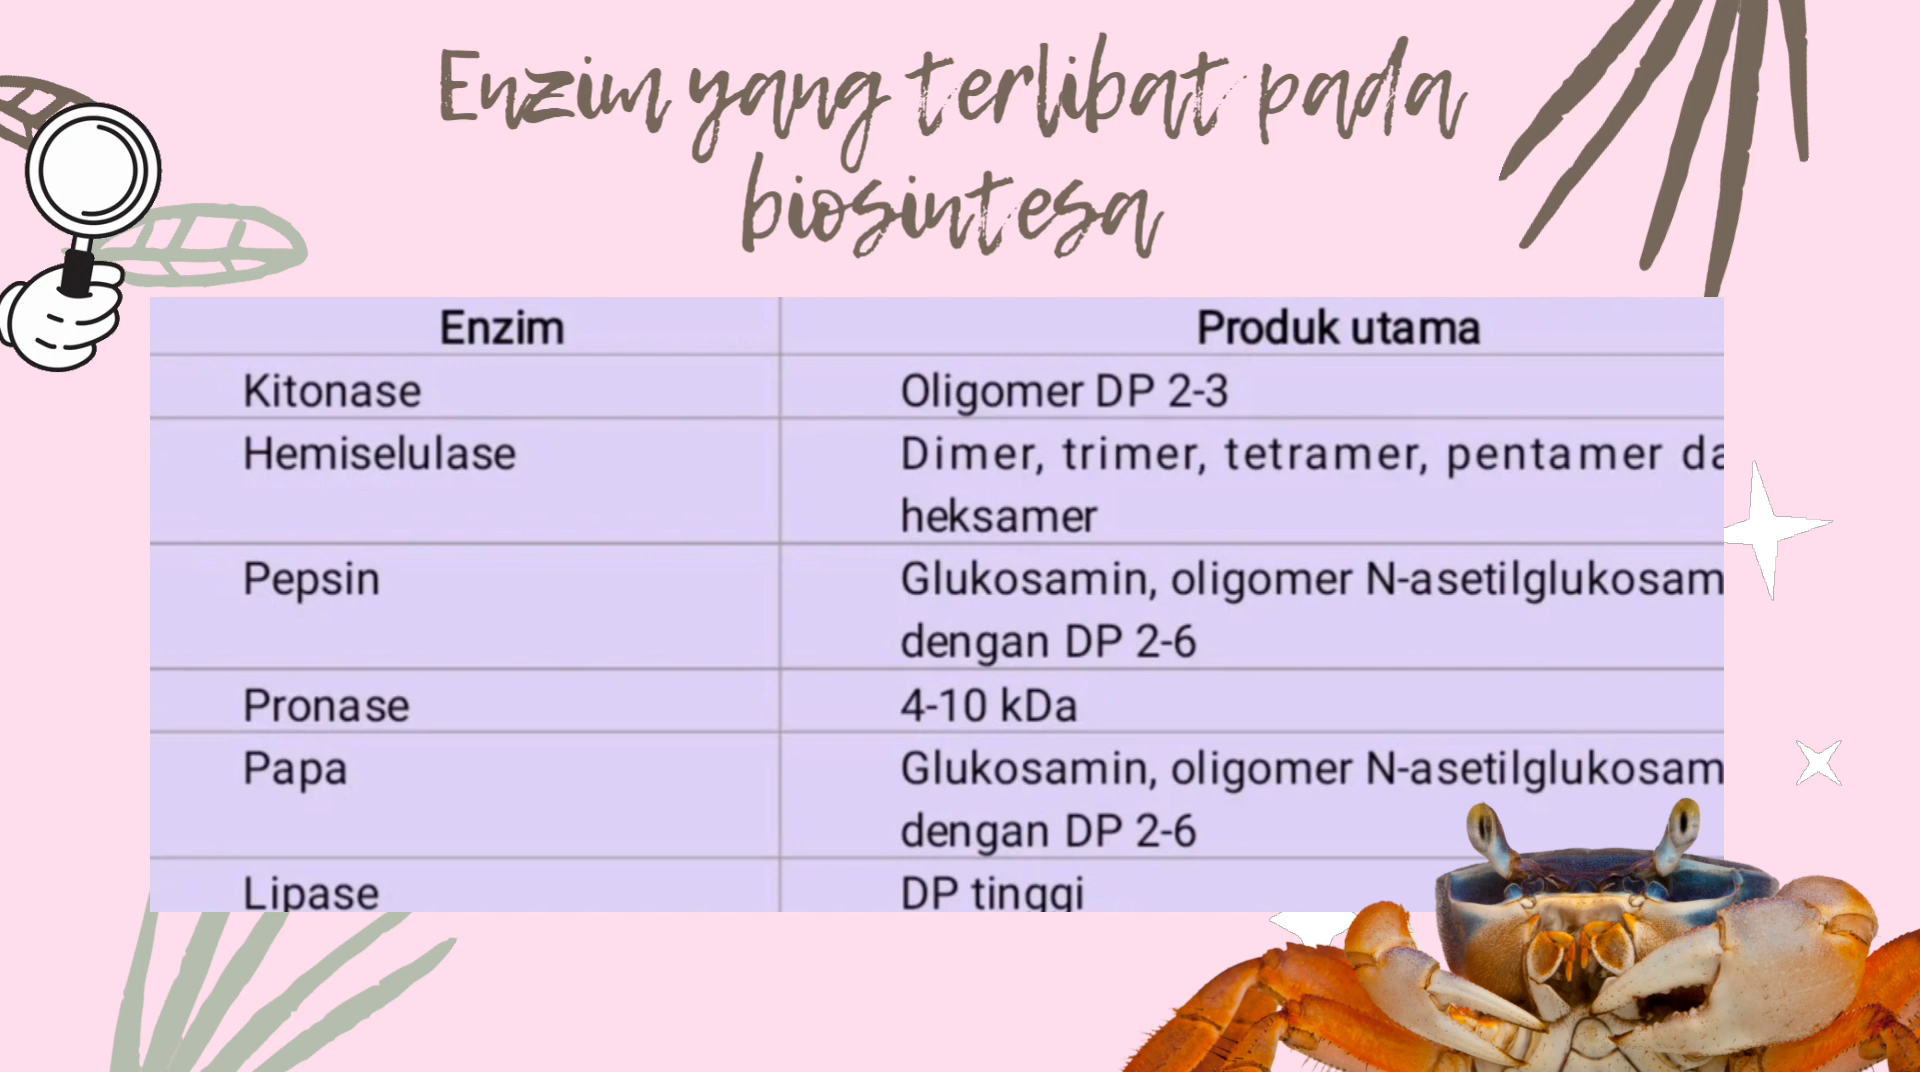 Enzim yang terlibat pada
biosintesa
Enzim
Produk utama
Kitonase
Oligomer DP 2-3
Hemiselulase
Dimer, trimer, tetramer, pentamer
heksamer
Pepsin
Glukosamin, oligomer N-asetilglukosam
dengan DP 2-6
Pronase
4-10 kDa
Papa
Glukosamin, oligomer N-asetilglukosam
dengan DP 2-6
Lipase
DP tinggi